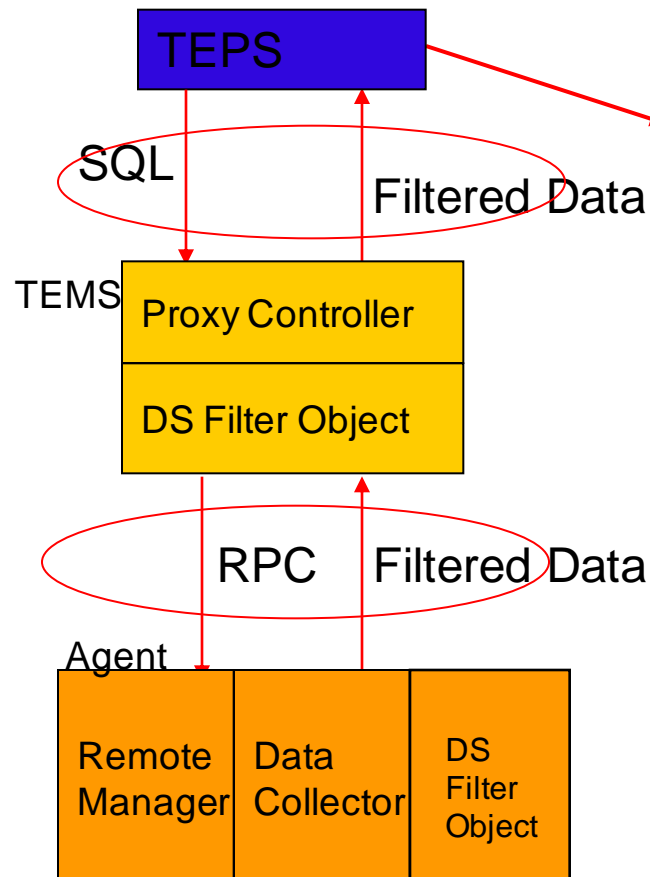 TEPS
SQL
Filtered Data
TEMS
Proxy Controller
DS Filter Object
RPC
Filtered Data
Agent
Remote
Manager
Data
Collector
DS
Filter
Object